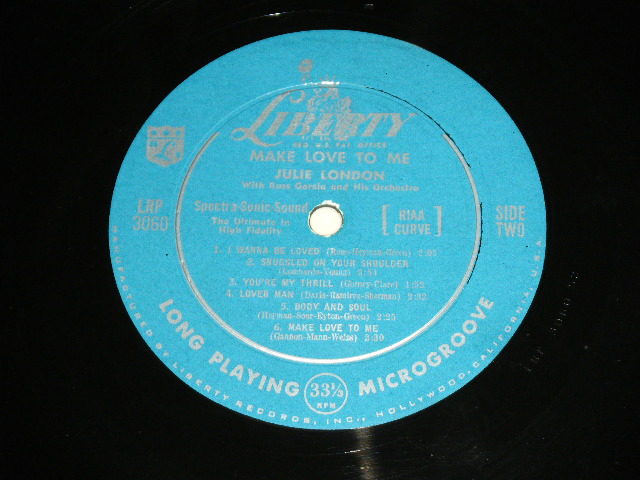 LIBERTY
REG. U.S. PAT. OFFICE
MAKE LOVE TO ME
JULIE LONDON
With Russ Garcia and His Orchestra
LRP
3060
Spectra-Sonic-Sound
The Ultimate in
High Fidelity
[RIAA
CURVE]
SIDE
TWO
1. I WANNA BE LOVED (Rose-Heyman-Green) 2:05
2. SNUGGLED ON YOUR SHOULDER
(Lombardo-Young) 2:51
3. YOU'RE MY THRILL (Gorney-Clare) 1:52
4. LOVER MAN (Davis-Ramirez-Sherman) 2:32
5. BODY AND SOUL
(Heyman-Sour-Eyton-Green) 2:25
6. MAKE LOVE TO ME
(Gannon-Mann-Weiss) 2:30
LONG PLAYING 33⅓ RPM MICROGROOVE
MANUFACTURED BY LIBERTY RECORDS, INC., HOLLYWOOD, CALIFORNIA, U.S.A.